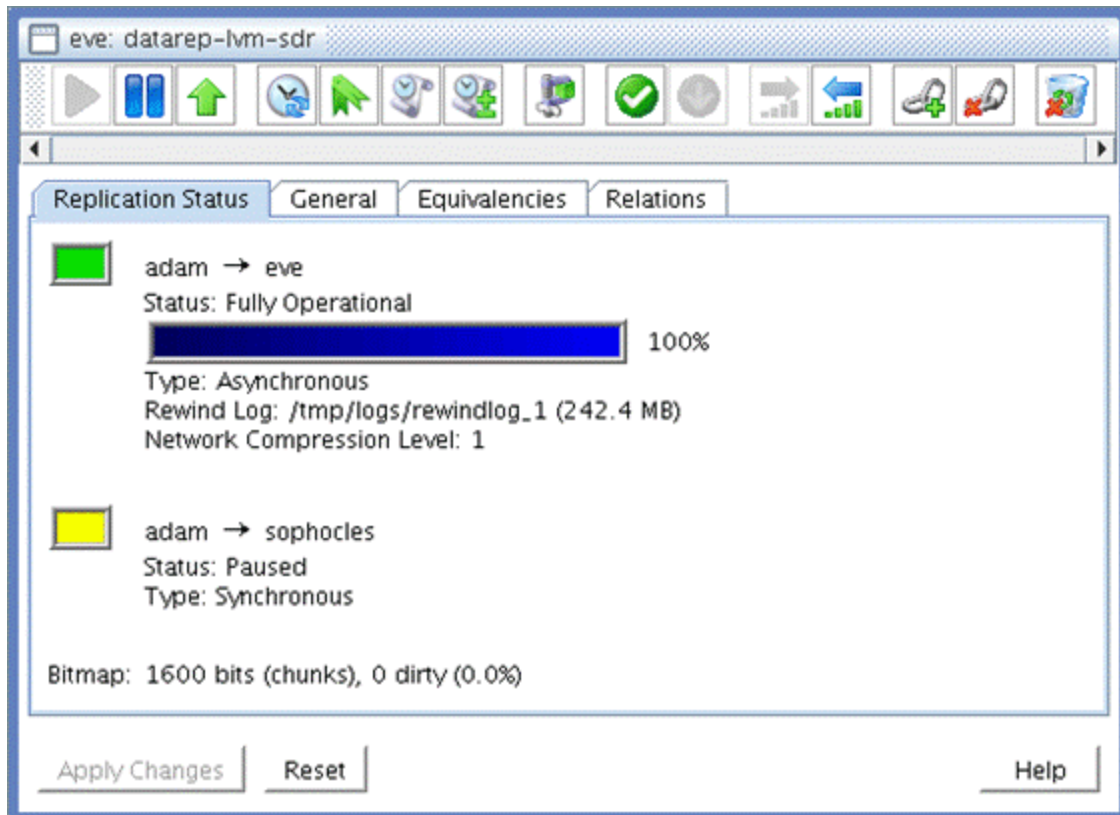 eve: datarep-lvm-sdr
Replication Status General Equivalencies Relations
adam → eve
Status: Fully Operational
100%
Type: Asynchronous
Rewind Log: /tmp/logs/rewindlog_1 (242.4 MB)
Network Compression Level: 1
adam → sophocles
Status: Paused
Type: Synchronous
Bitmap: 1600 bits (chunks), 0 dirty (0.0%)
Apply Changes Reset Help